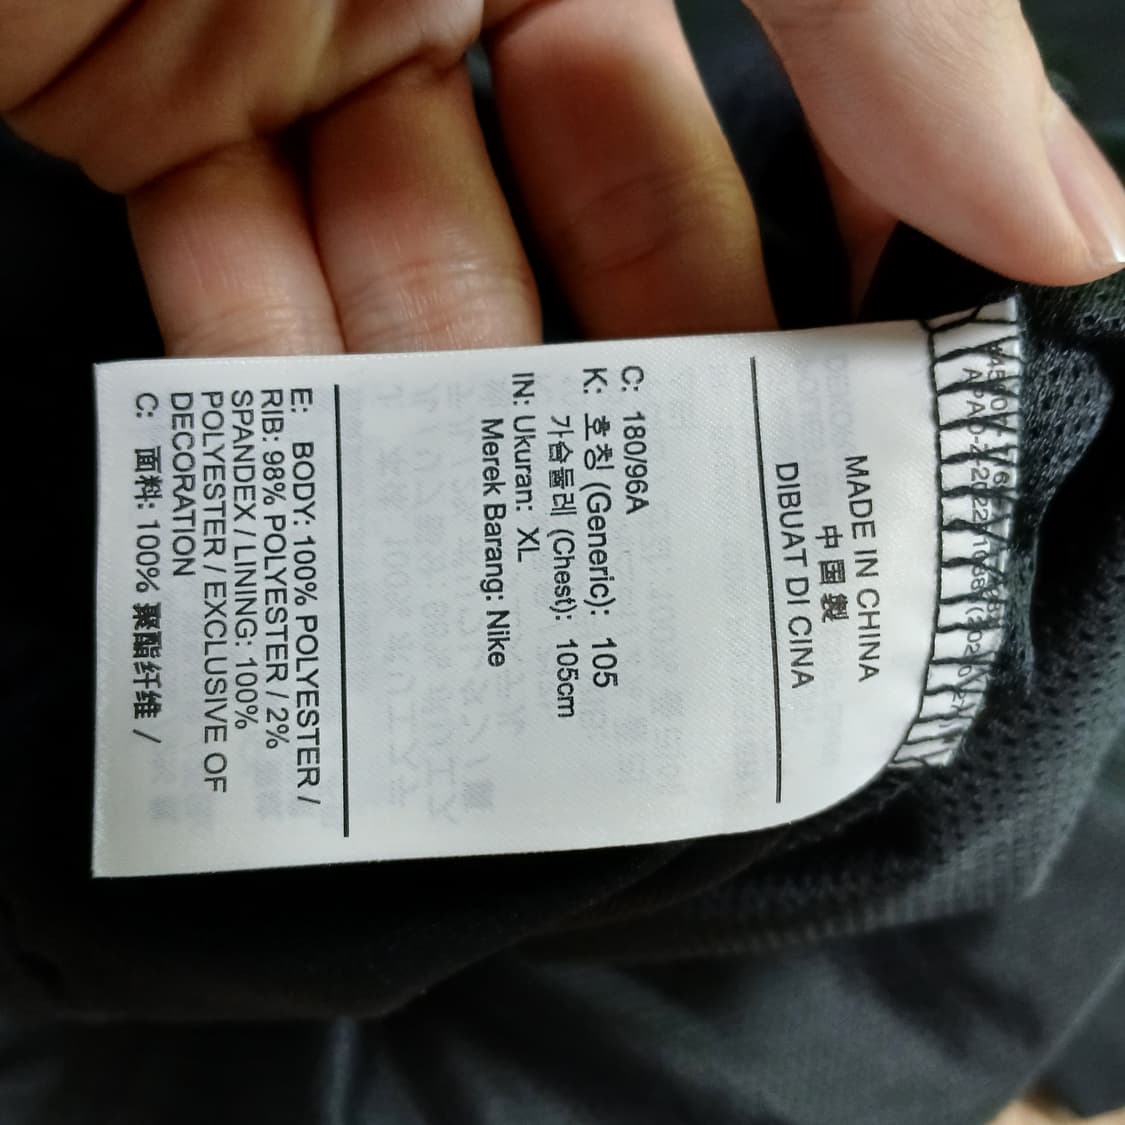 MADE IN CHINA
中國製
DIBUAT DI CINA
C: 180/96A
K: 호칭 (Generic): 105
가슴둘레 (Chest): 105cm
IN: Ukuran: XL
Merek Barang: Nike
E: BODY: 100% POLYESTER /
RIB: 98% POLYESTER / 2%
SPANDEX / LINING: 100%
POLYESTER / EXCLUSIVE OF
DECORATION
C: 面料: 100% 聚酯纤维 /